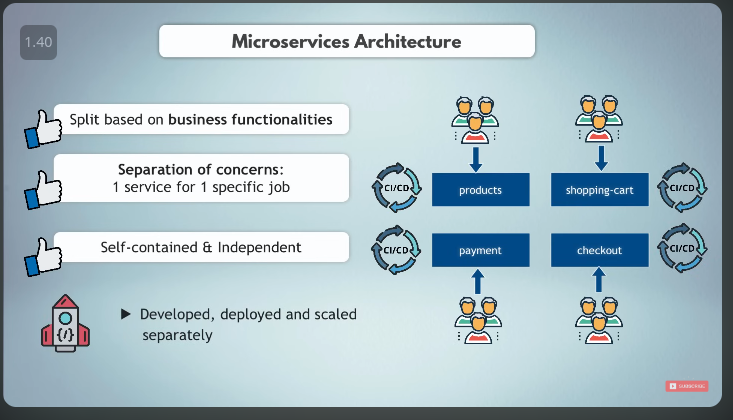 1.40
Microservices Architecture
Split based on business functionalities
Separation of concerns:
1 service for 1 specific job
Self-contained & Independent
{/}
▶ Developed, deployed and scaled
separately
CI/CD
products
shopping-cart
CI/CD
CI/CD
payment
checkout
CI/CD
SUBSCRIBE